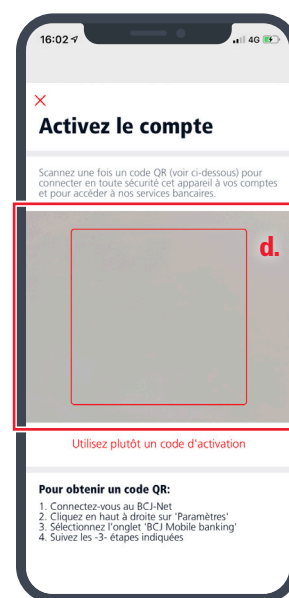 16:02
4G
Activez le compte
Scannez une fois un code QR (voir ci-dessous) pour
connecter en toute sécurité cet appareil à vos comptes
et pour accéder à nos services bancaires.
d.
Utilisez plutôt un code d'activation
Pour obtenir un code QR:
1. Connectez-vous au BCJ-Net
2. Cliquez en haut à droite sur 'Paramètres'
3. Sélectionnez l'onglet 'BCJ Mobile banking'
4. Suivez les -3- étapes indiquées